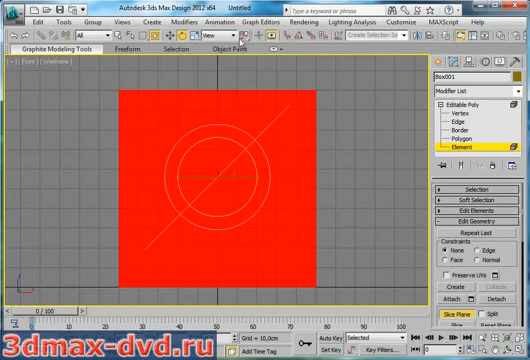 Autodesk 3ds Max Design 2012 x64 Untitled
Type a keyword or phrase
Edit Tools Group Views Create Modifiers Animation Graph Editors Rendering Lighting Analysis Customize MAXScript Help
All View Create Selection Se
Graphite Modeling Tools Freeform Selection Object Paint
[ + ] [ Front ] [ Wireframe ]
Box001
Modifier List
Editable Poly
Vertex
Edge
Border
Polygon
Element
Selection
Soft Selection
Edit Elements
Edit Geometry
Repeat Last
Constraints
None Edge
Face Normal
Preserve UVs
Create
Attach Detach
Slice Plane Split
Slice Reset Plane
0 / 100
Grid = 10,0cm
Add Time Tag
Auto Key Selected
Set Key Key Filters...
3dmax-dvd.ru